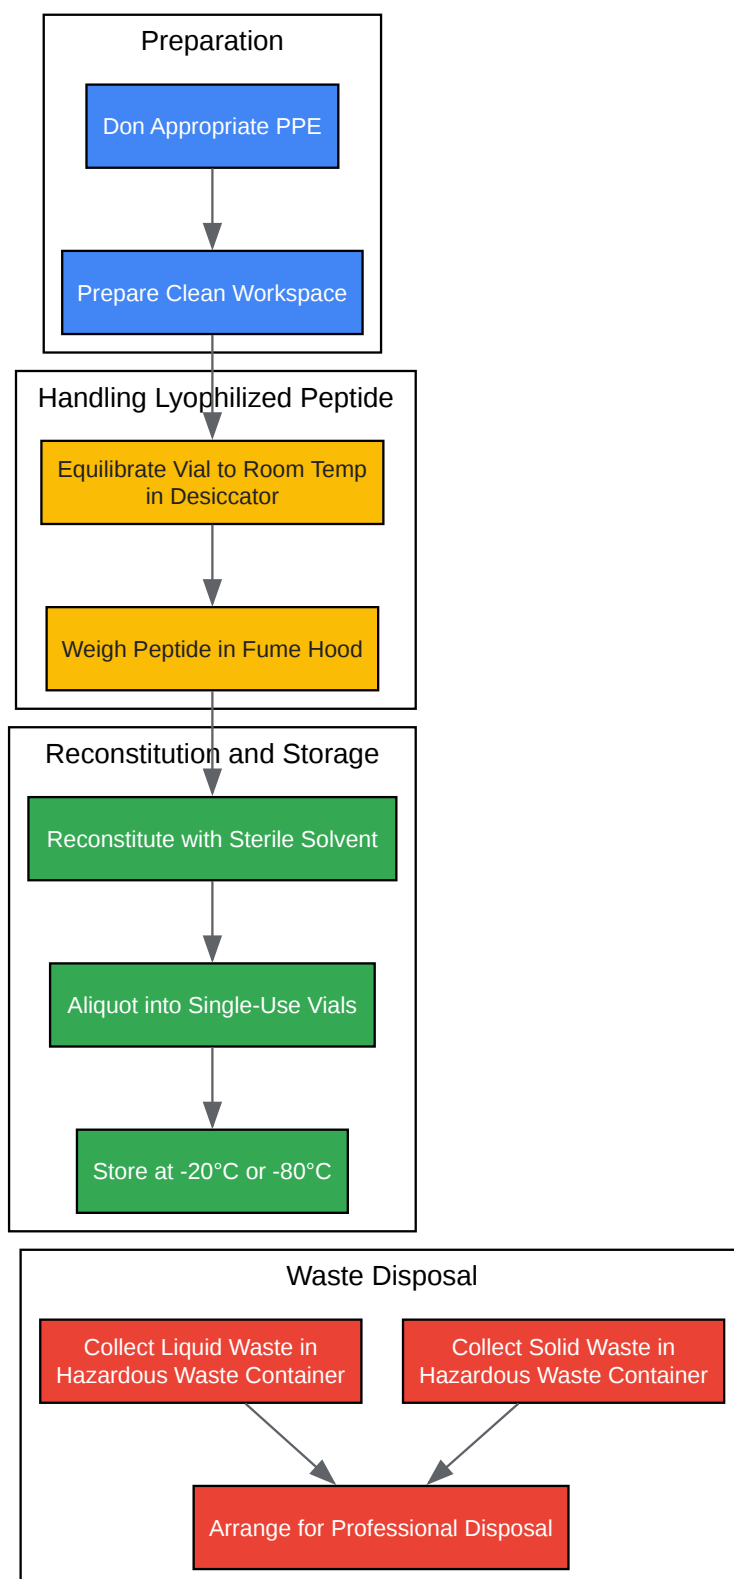 Preparation
Don Appropriate PPE
Prepare Clean Workspace
Handling Lyophilized Peptide
Equilibrate Vial to Room Temp
in Desiccator
Weigh Peptide in Fume Hood
Reconstitution and Storage
Reconstitute with Sterile Solvent
Aliquot into Single-Use Vials
Store at -20°C or -80°C
Waste Disposal
Collect Liquid Waste in
Hazardous Waste Container
Collect Solid Waste in
Hazardous Waste Container
Arrange for Professional Disposal